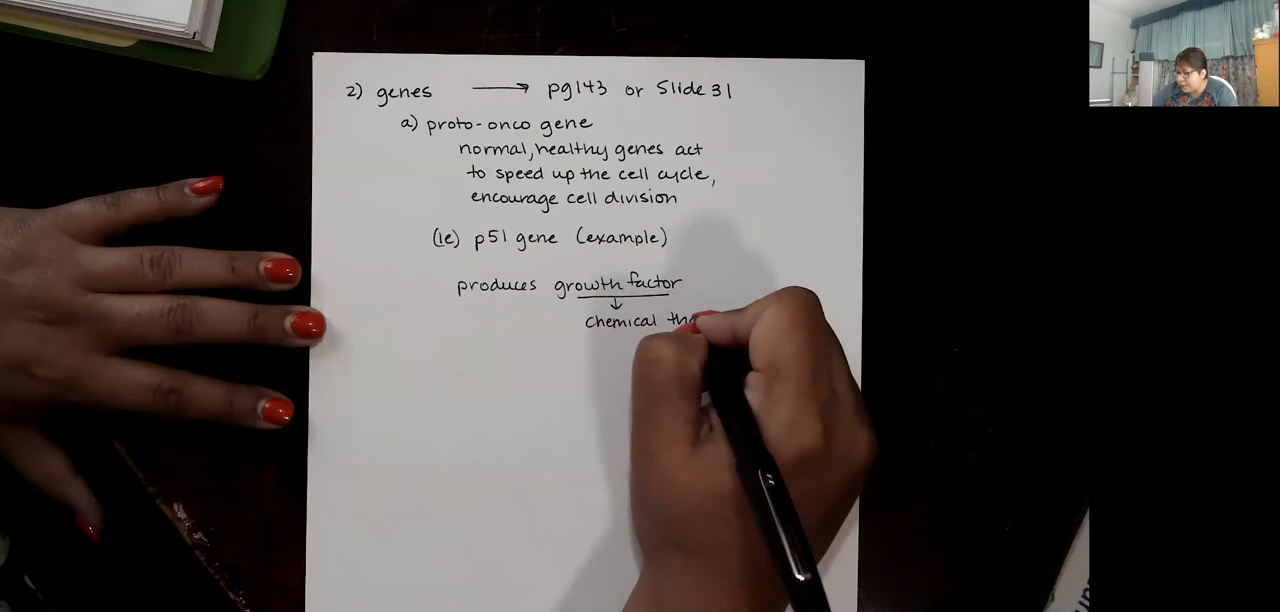 2) genes → pg143 or Slide 31
a) proto-onco gene
normal, healthy genes act
to speed up the cell cycle,
encourage cell division
(ie) p51 gene (example)
produces growth factor
↓
chemical tha